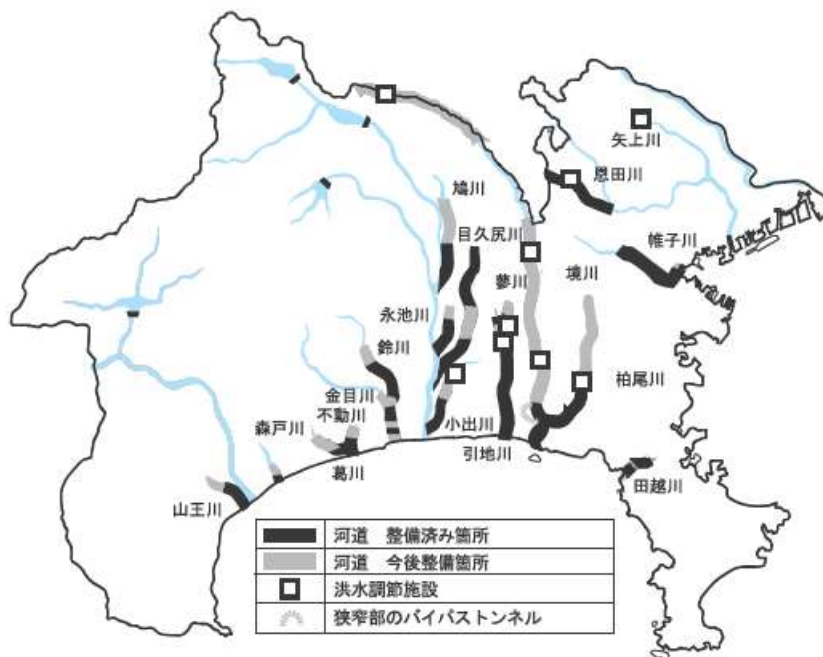 矢上川
恩田川
鳩川
目久尻川
帷子川
蓼川
境川
永池川
鈴川
柏尾川
金目川
不動川
森戸川
小出川
引地川
葛川
田越川
山王川
河道　整備済み箇所
河道　今後整備箇所
洪水調節施設
狭窄部のバイパストンネル